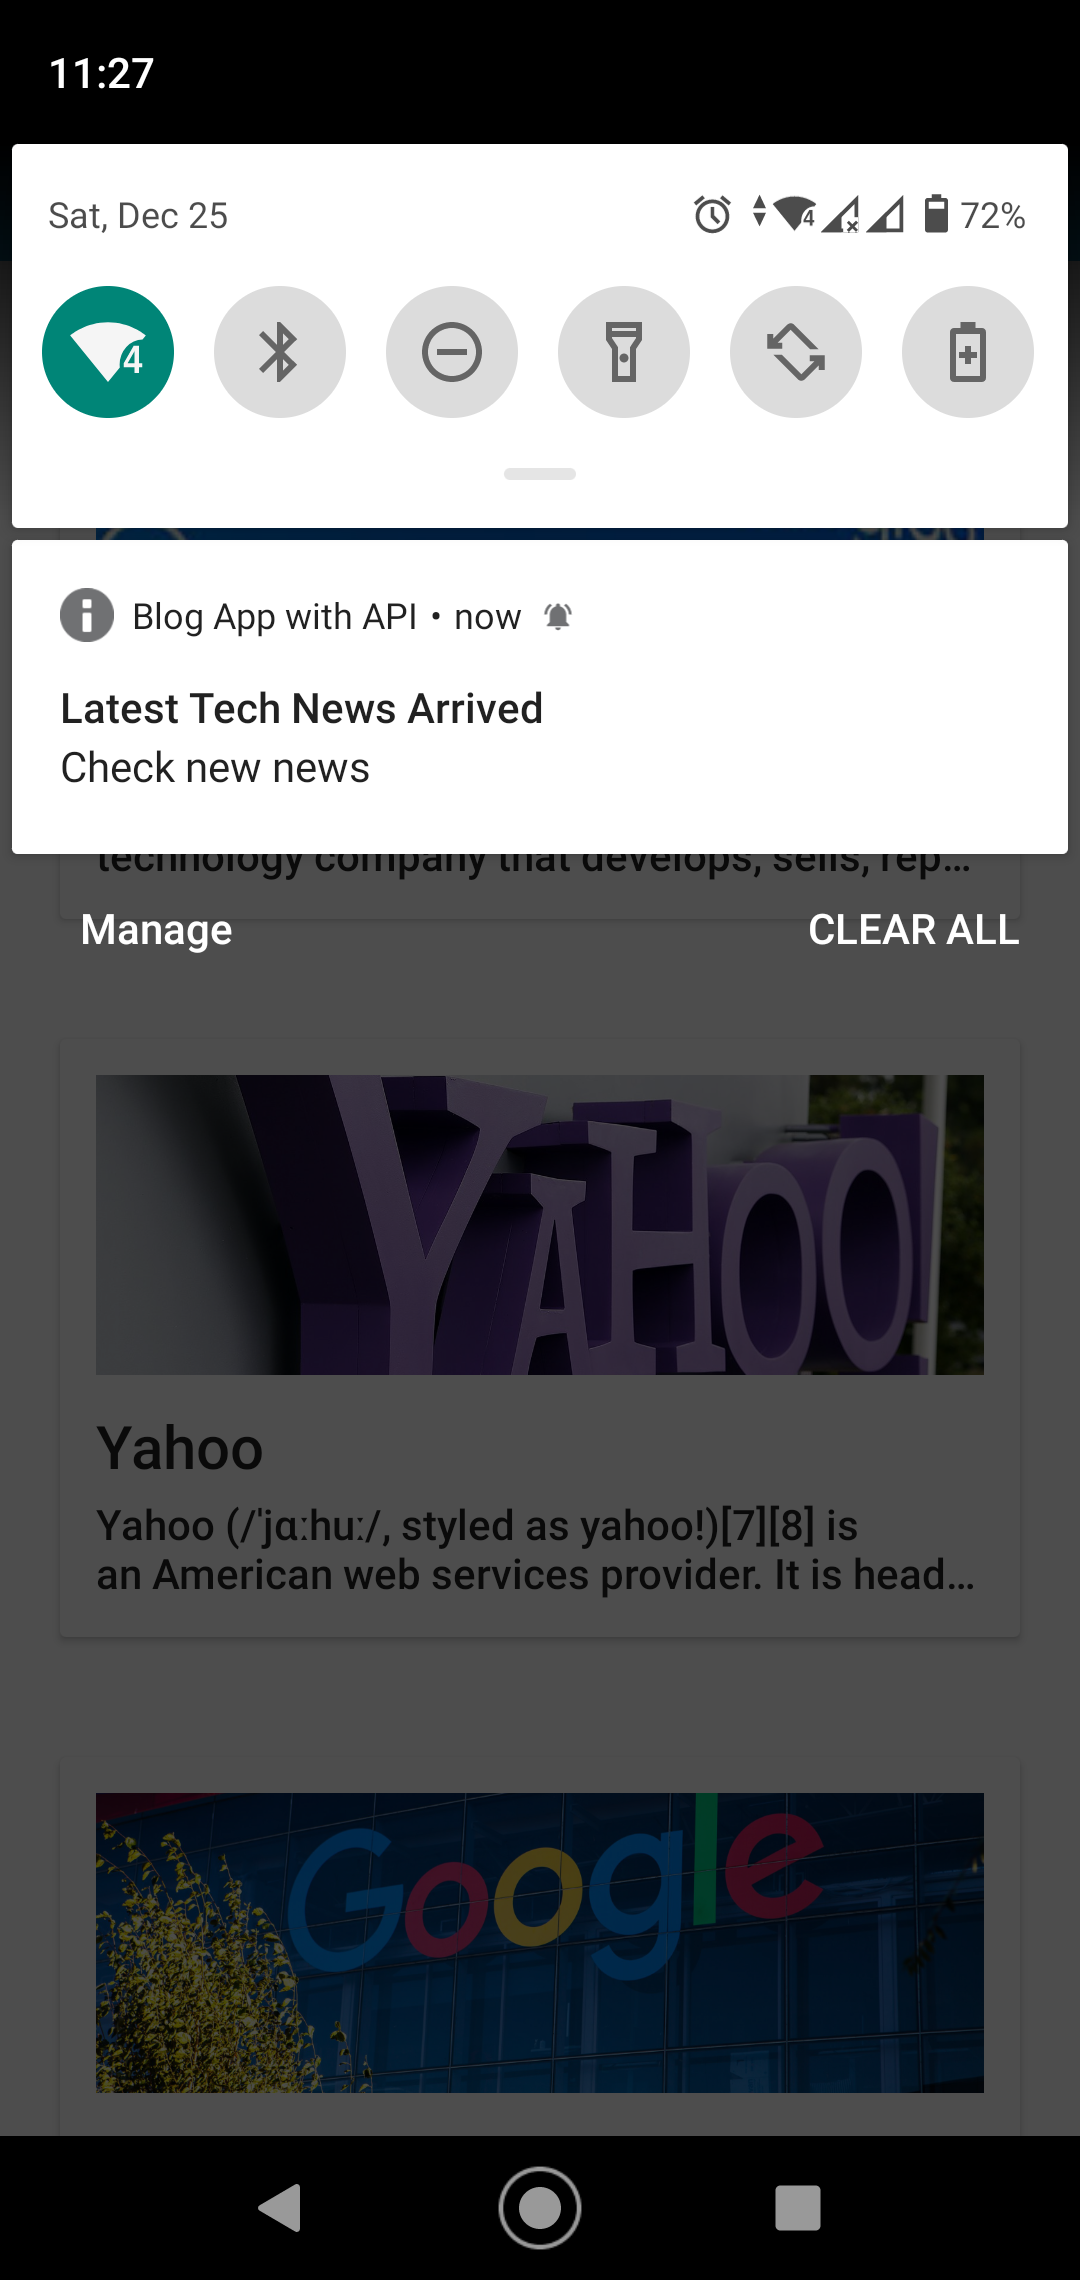 11:27
Sat, Dec 25
4
72%
4
Blog App with API • now
Latest Tech News Arrived
Check new news
technology company that develops, sells, rep...
Manage
CLEAR ALL
YAHOO!
Yahoo
Yahoo (/ˈjɑːhuː/, styled as yahoo!)[7][8] is
an American web services provider. It is head...
Google